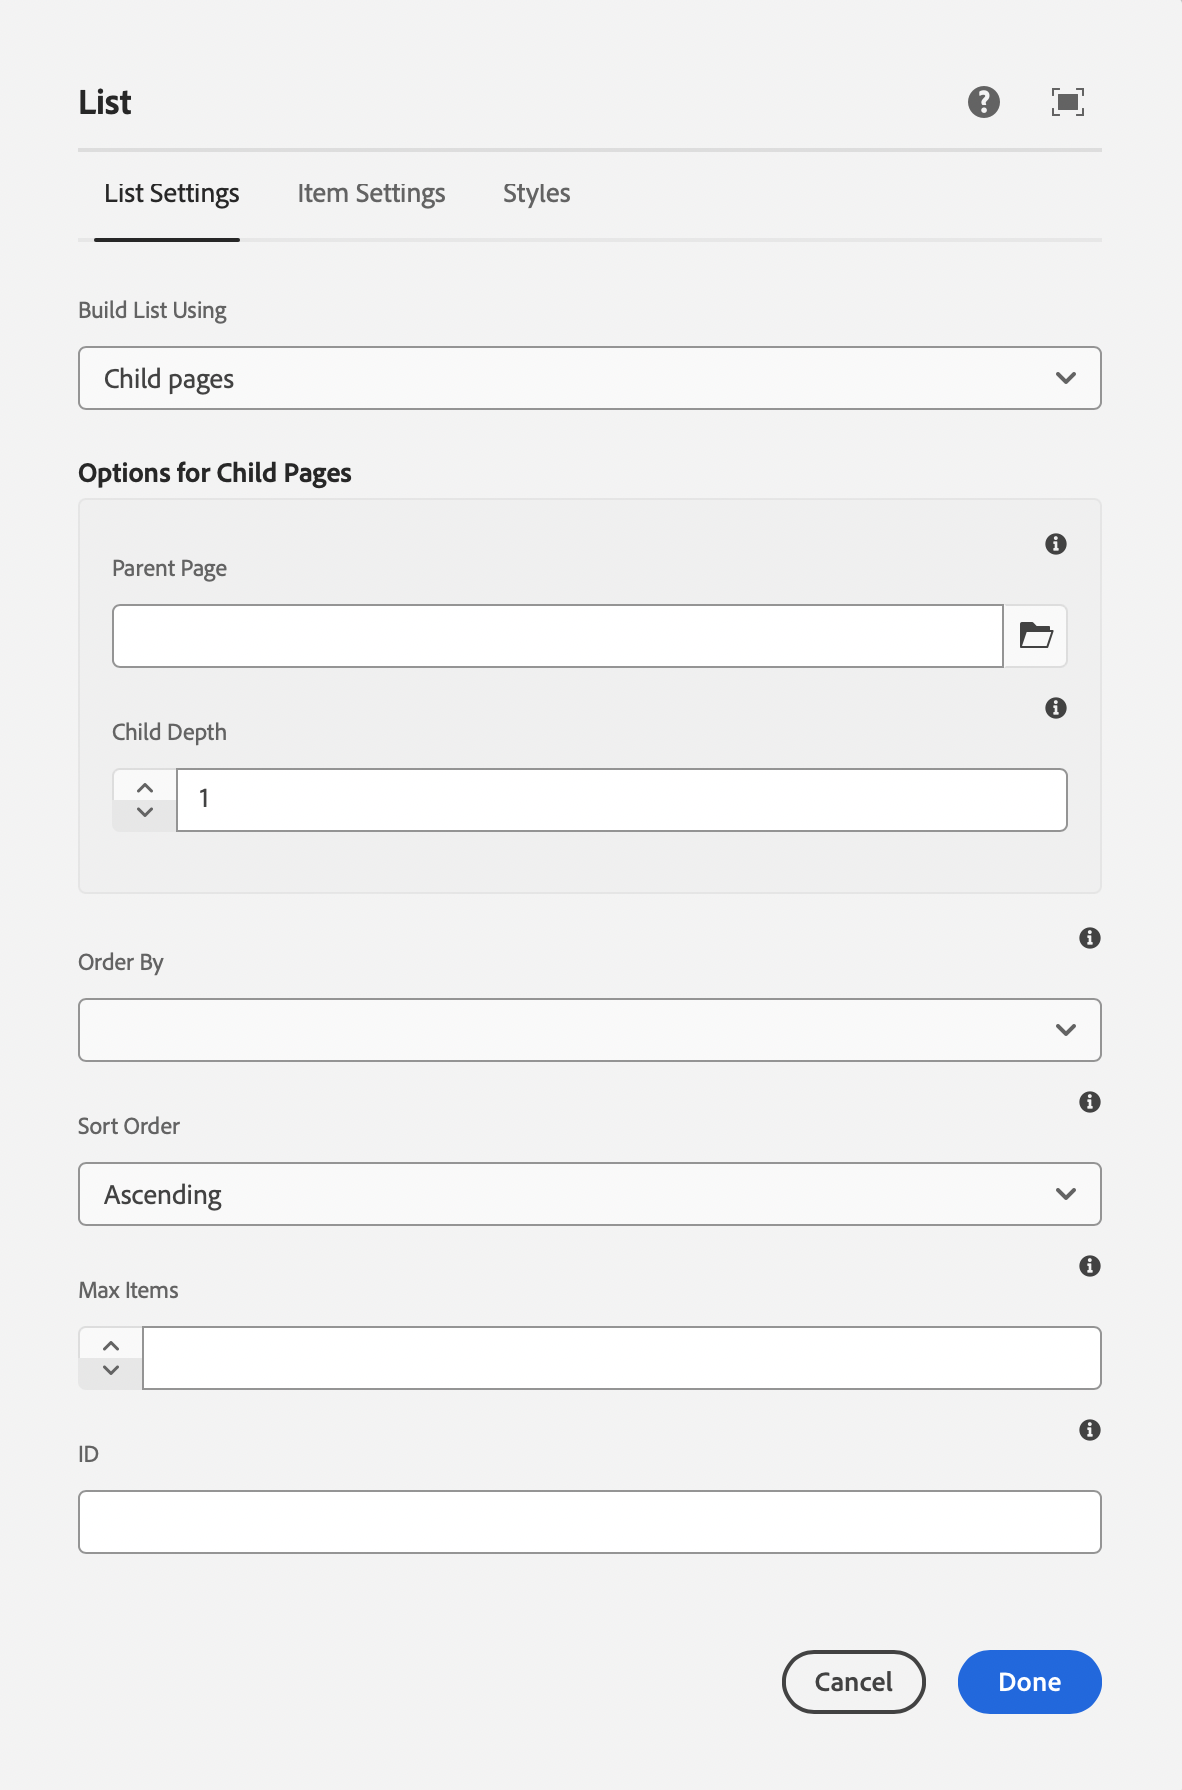 List
List Settings Item Settings Styles
Build List Using
Child pages
Options for Child Pages
Parent Page
Child Depth
1
Order By
Sort Order
Ascending
Max Items
ID
Cancel Done